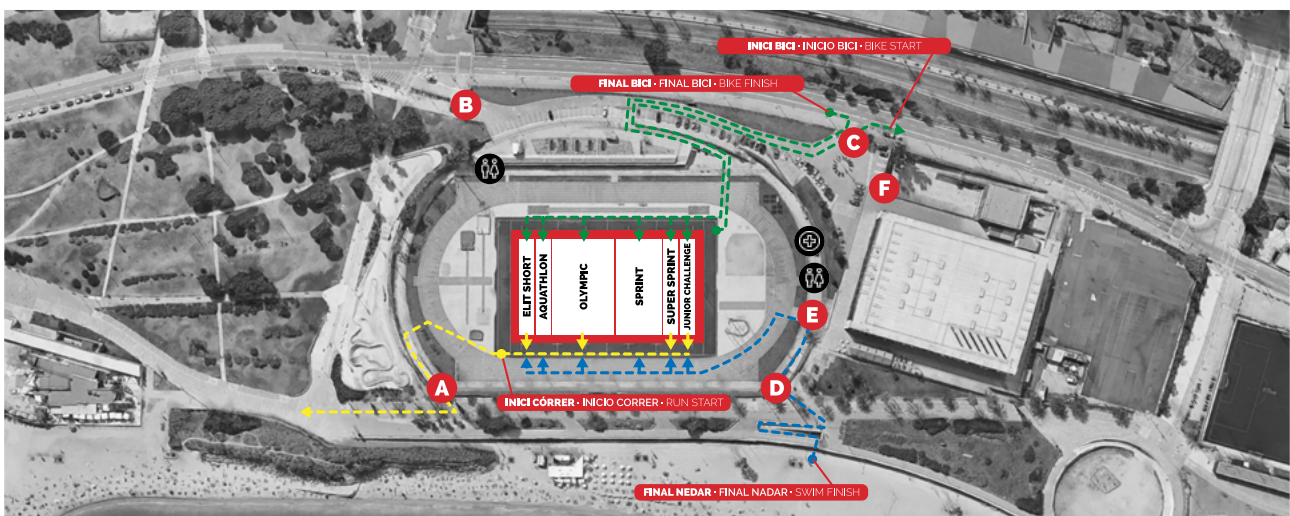 INICI BICI • INICIO BICI • BIKE START
FINAL BICI • FINAL BICI • BIKE FINISH
B
C
F
ELIT SHORT
AQUATHLON
OLYMPIC
SPRINT
SUPER SPRINT
JUNIOR CHALLENGE
E
A
D
INICI CÓRRER • INICIO CORRER • RUN START
FINAL NEDAR • FINAL NADAR • SWIM FINISH